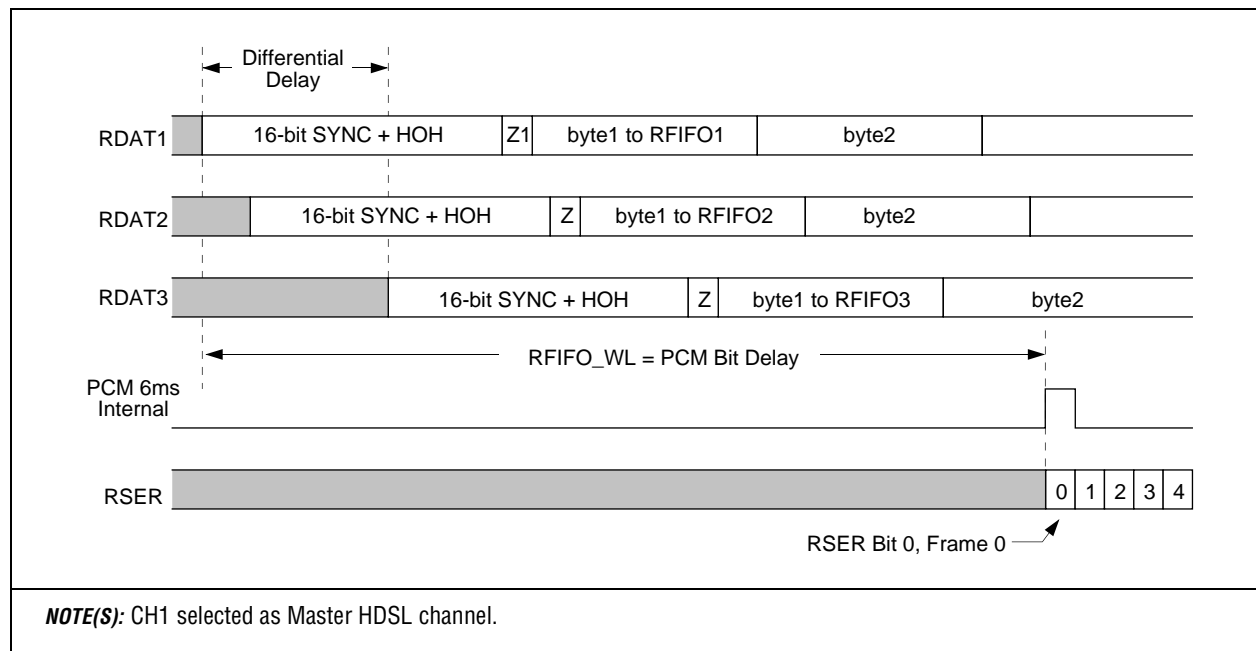 Differential
Delay
RDAT1
16-bit SYNC + HOH
Z1
byte1 to RFIFO1
byte2
RDAT2
16-bit SYNC + HOH
Z
byte1 to RFIFO2
byte2
RDAT3
16-bit SYNC + HOH
Z
byte1 to RFIFO3
byte2
RFIFO_WL = PCM Bit Delay
PCM 6ms
Internal
RSER
0
1
2
3
4
RSER Bit 0, Frame 0
NOTE(S): CH1 selected as Master HDSL channel.